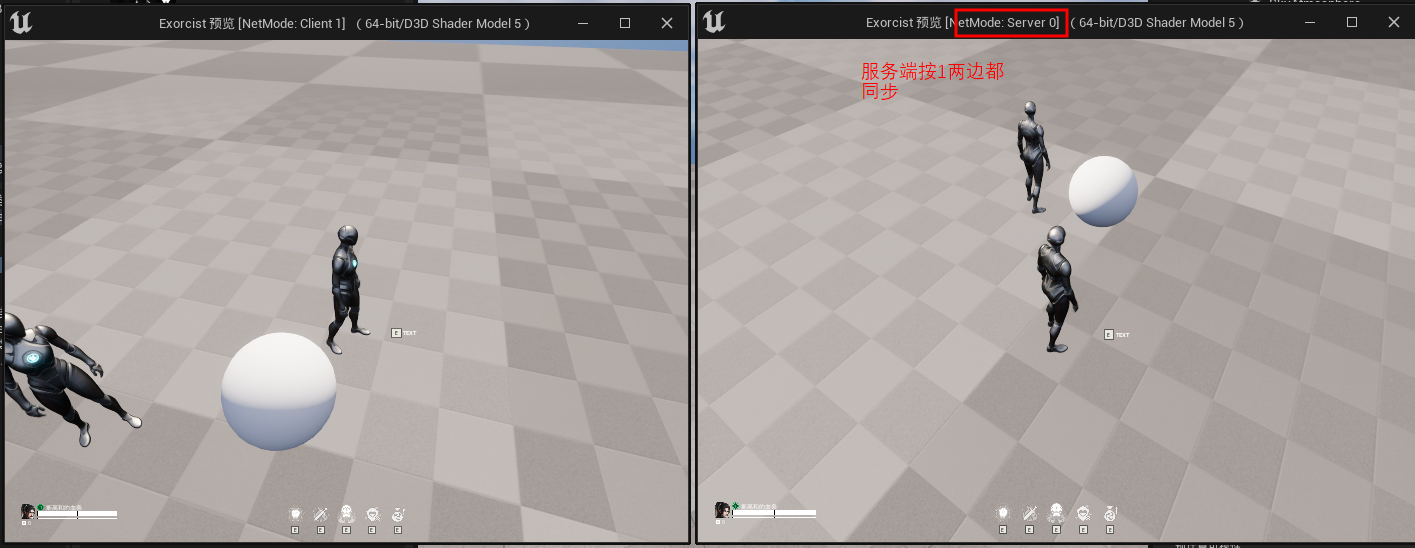 Exorcist 预览 [NetMode: Client 1] ( 64-bit/D3D Shader Model 5 )
Exorcist 预览 [NetMode: Server 0] ( 64-bit/D3D Shader Model 5 )
服务端按1两边都
同步
E TEXT
E TEXT
E E E E E
E E E E E